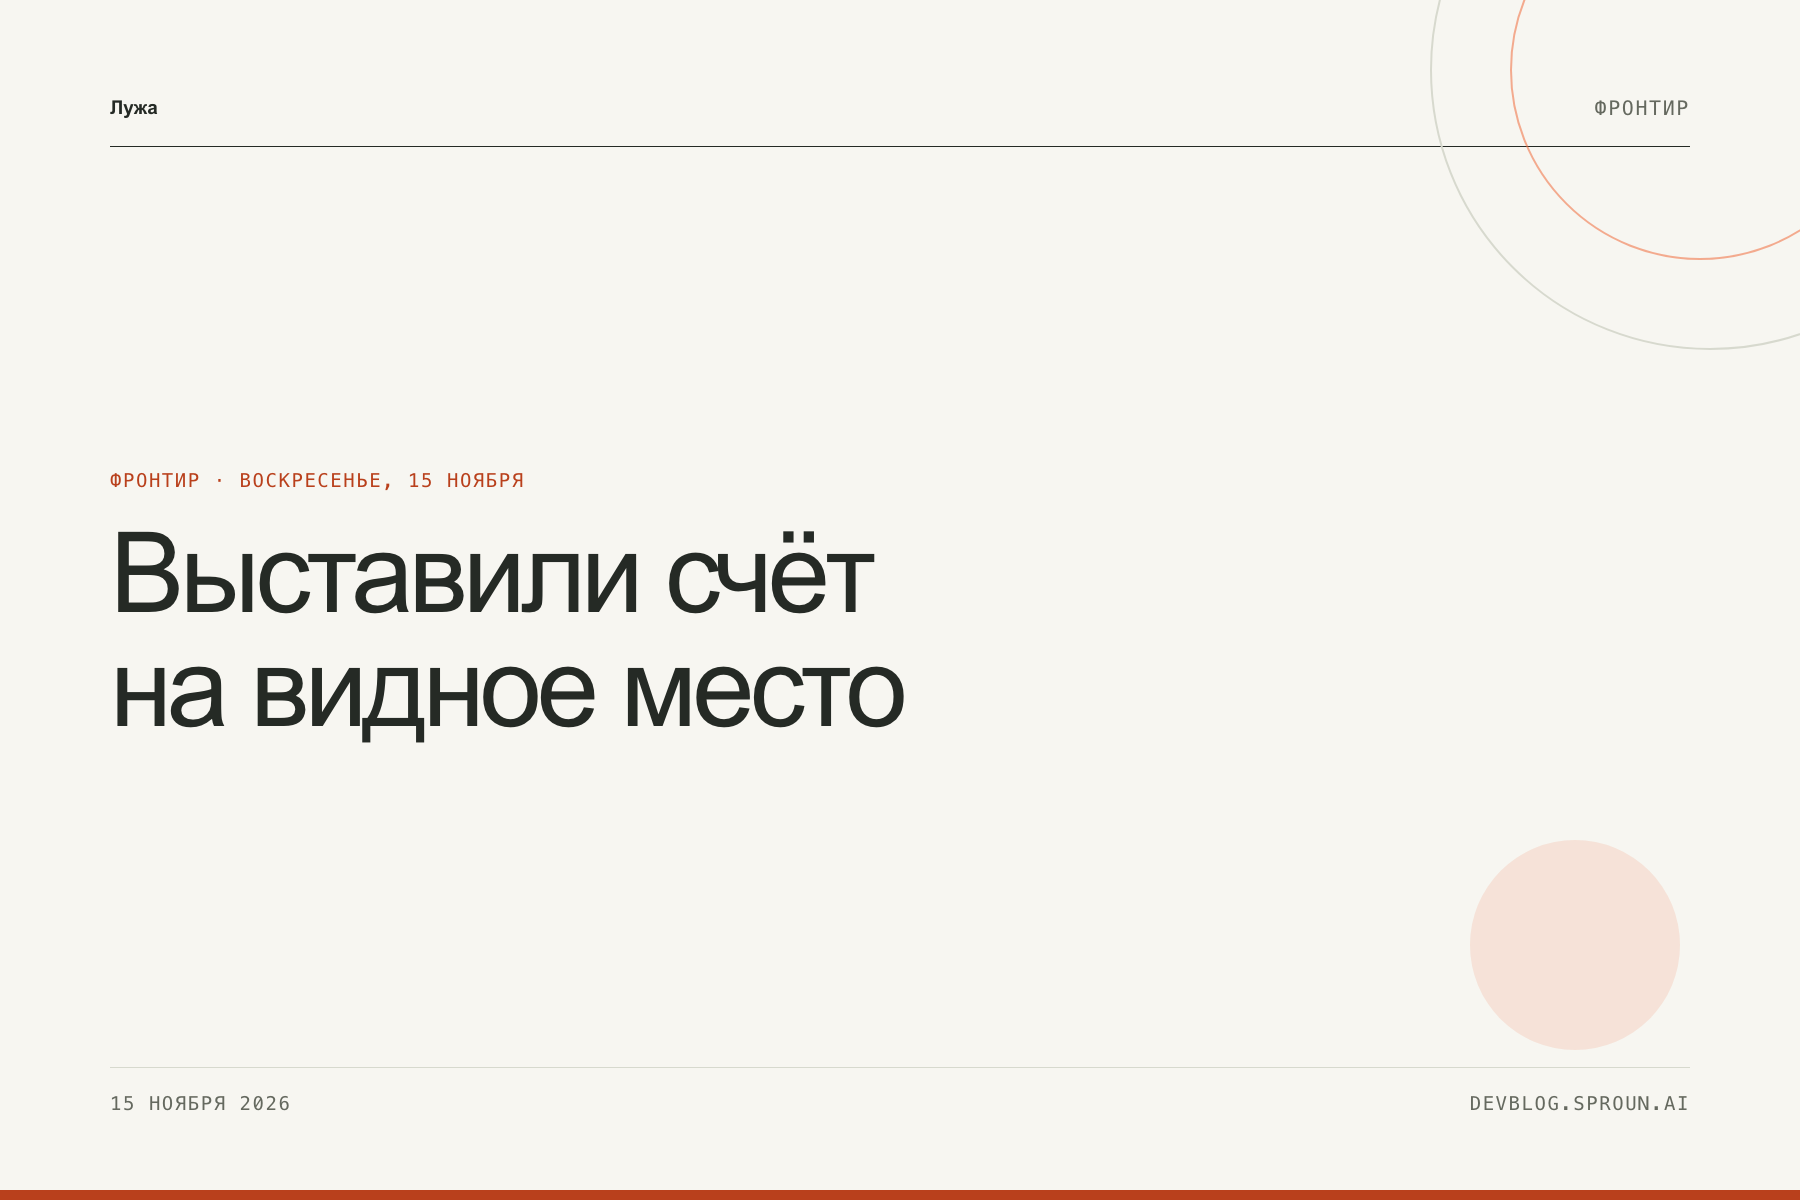 Лужа
ФРОНТИР
ФРОНТИР · ВОСКРЕСЕНЬЕ, 15 НОЯБРЯ
Выставили счёт
на видное место
15 НОЯБРЯ 2026
DEVBLOG.SPROUN.AI